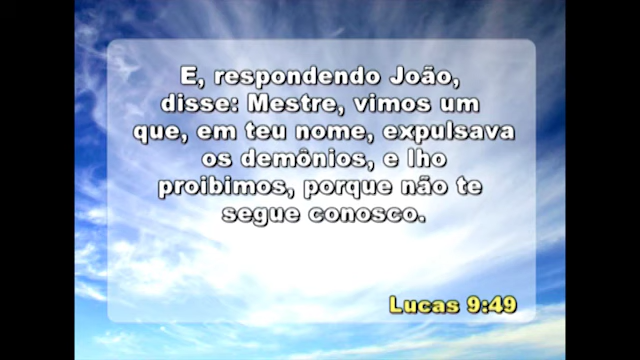 E, respondendo João,
disse: Mestre, vimos um
que, em teu nome, expulsava
os demônios, e lho
proibimos, porque não te
segue conosco.
Lucas 9:49